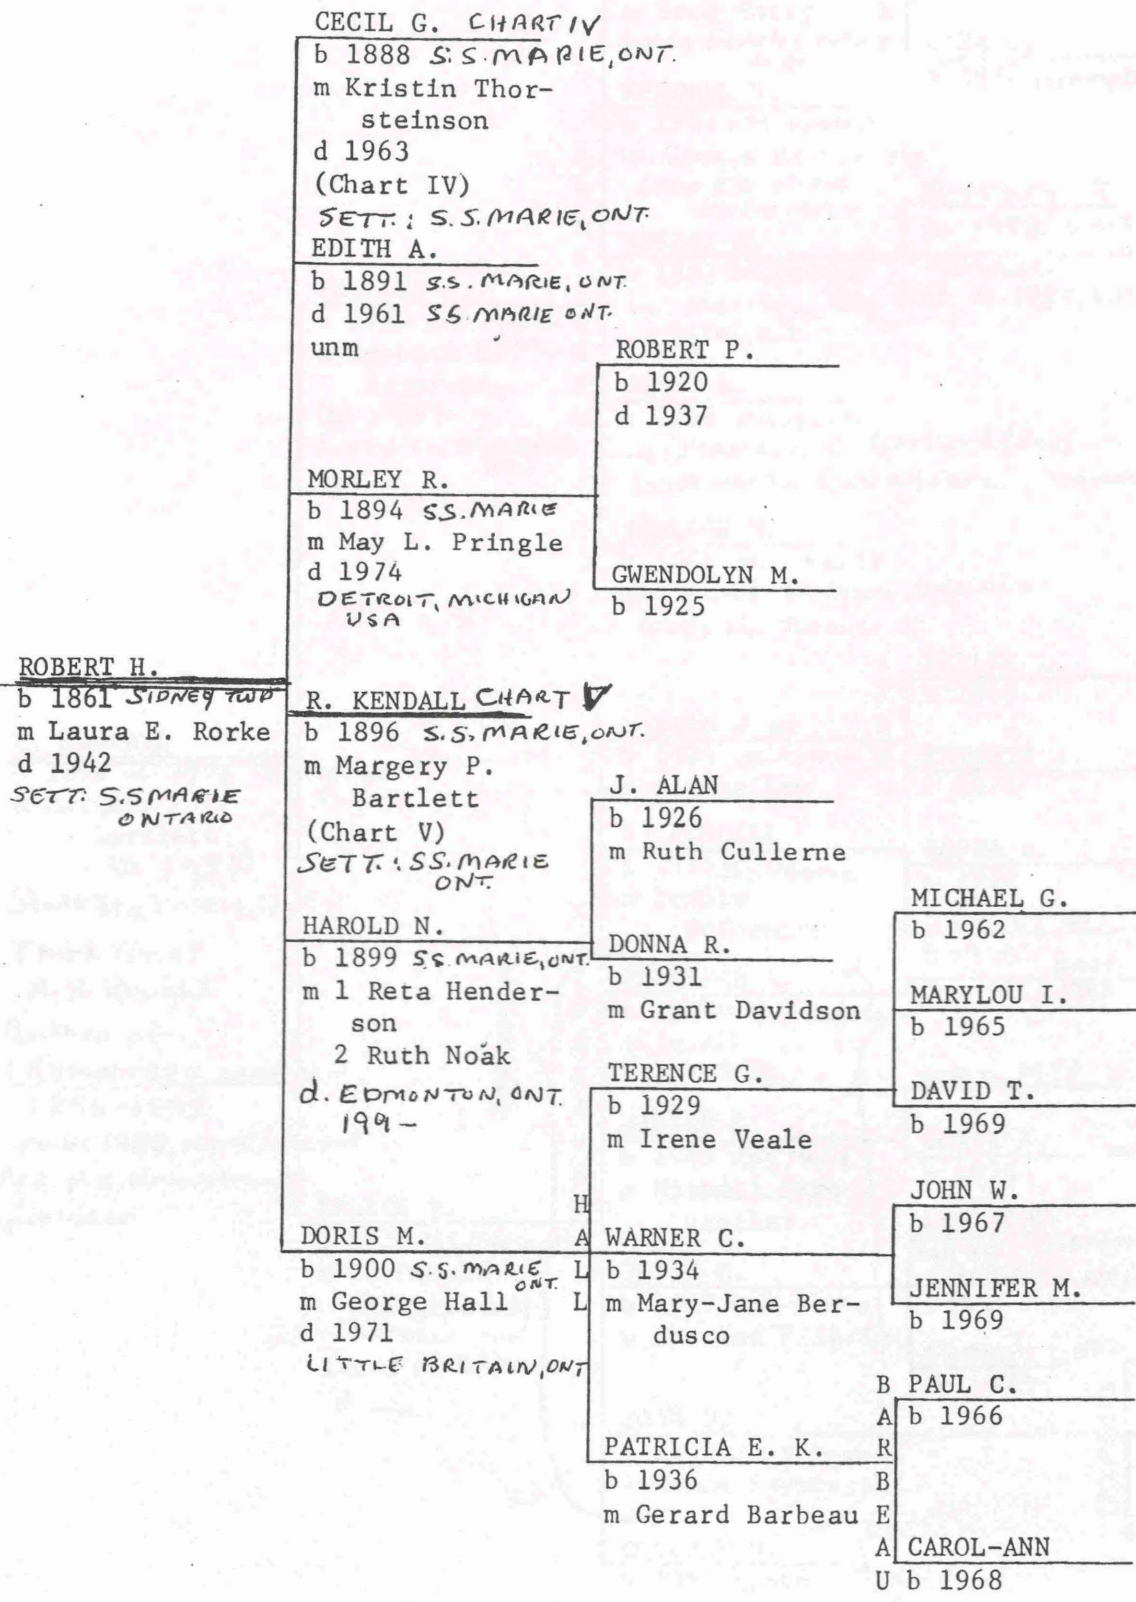 CECIL G. CHART IV
b 1888 S.S. MARIE, ONT.
m Kristin Thor-
steinson
d 1963
(Chart IV)
SETT.: S.S. MARIE, ONT.
EDITH A.
b 1891 S.S. MARIE, ONT.
d 1961 SS MARIE ONT.
unm
ROBERT P.
b 1920
d 1937
MORLEY R.
b 1894 SS. MARIE
m May L. Pringle
d 1974
DETROIT, MICHIGAN
USA
GWENDOLYN M.
b 1925
ROBERT H.
b 1861 SIDNEY TWP
m Laura E. Rorke
d 1942
SETT: S.S MARIE
ONTARIO
R. KENDALL CHART V
b 1896 S.S. MARIE, ONT.
m Margery P.
Bartlett
(Chart V)
SETT.: SS. MARIE
ONT.
J. ALAN
b 1926
m Ruth Cullerne
HAROLD N.
b 1899 SS MARIE, ONT.
m 1 Reta Hender-
son
2 Ruth Noak
d. EDMONTON, ONT.
199-
DONNA R.
b 1931
m Grant Davidson
MICHAEL G.
b 1962
MARYLOU I.
b 1965
TERENCE G.
b 1929
m Irene Veale
DAVID T.
b 1969
DORIS M.
b 1900 S.S. MARIE
ONT.
m George Hall
d 1971
LITTLE BRITAIN, ONT
HALL
WARNER C.
b 1934
m Mary-Jane Ber-
dusco
JOHN W.
b 1967
JENNIFER M.
b 1969
PATRICIA E. K.
b 1936
m Gerard Barbeau
BARBEAU
PAUL C.
b 1966
CAROL-ANN
b 1968